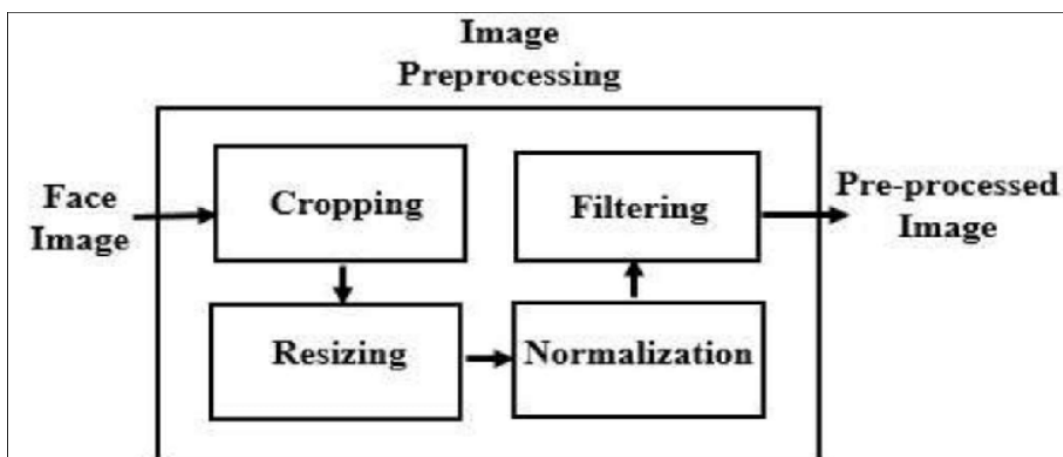 Image
Preprocessing
Face
Image
Cropping
Filtering
Pre-processed
Image
Resizing
Normalization